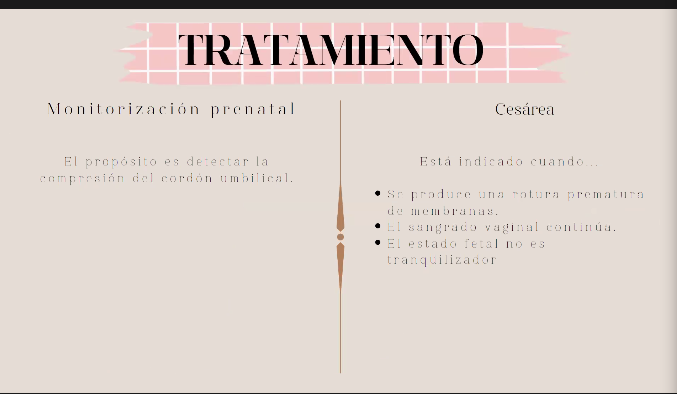 TRATAMIENTO
Monitorización prenatal
El propósito es detectar la
compresión del cordón umbilical.
Cesárea
Está indicado cuando...
Se produce una rotura prematura
de membranas.
El sangrado vaginal continúa.
El estado fetal no es
tranquilizador